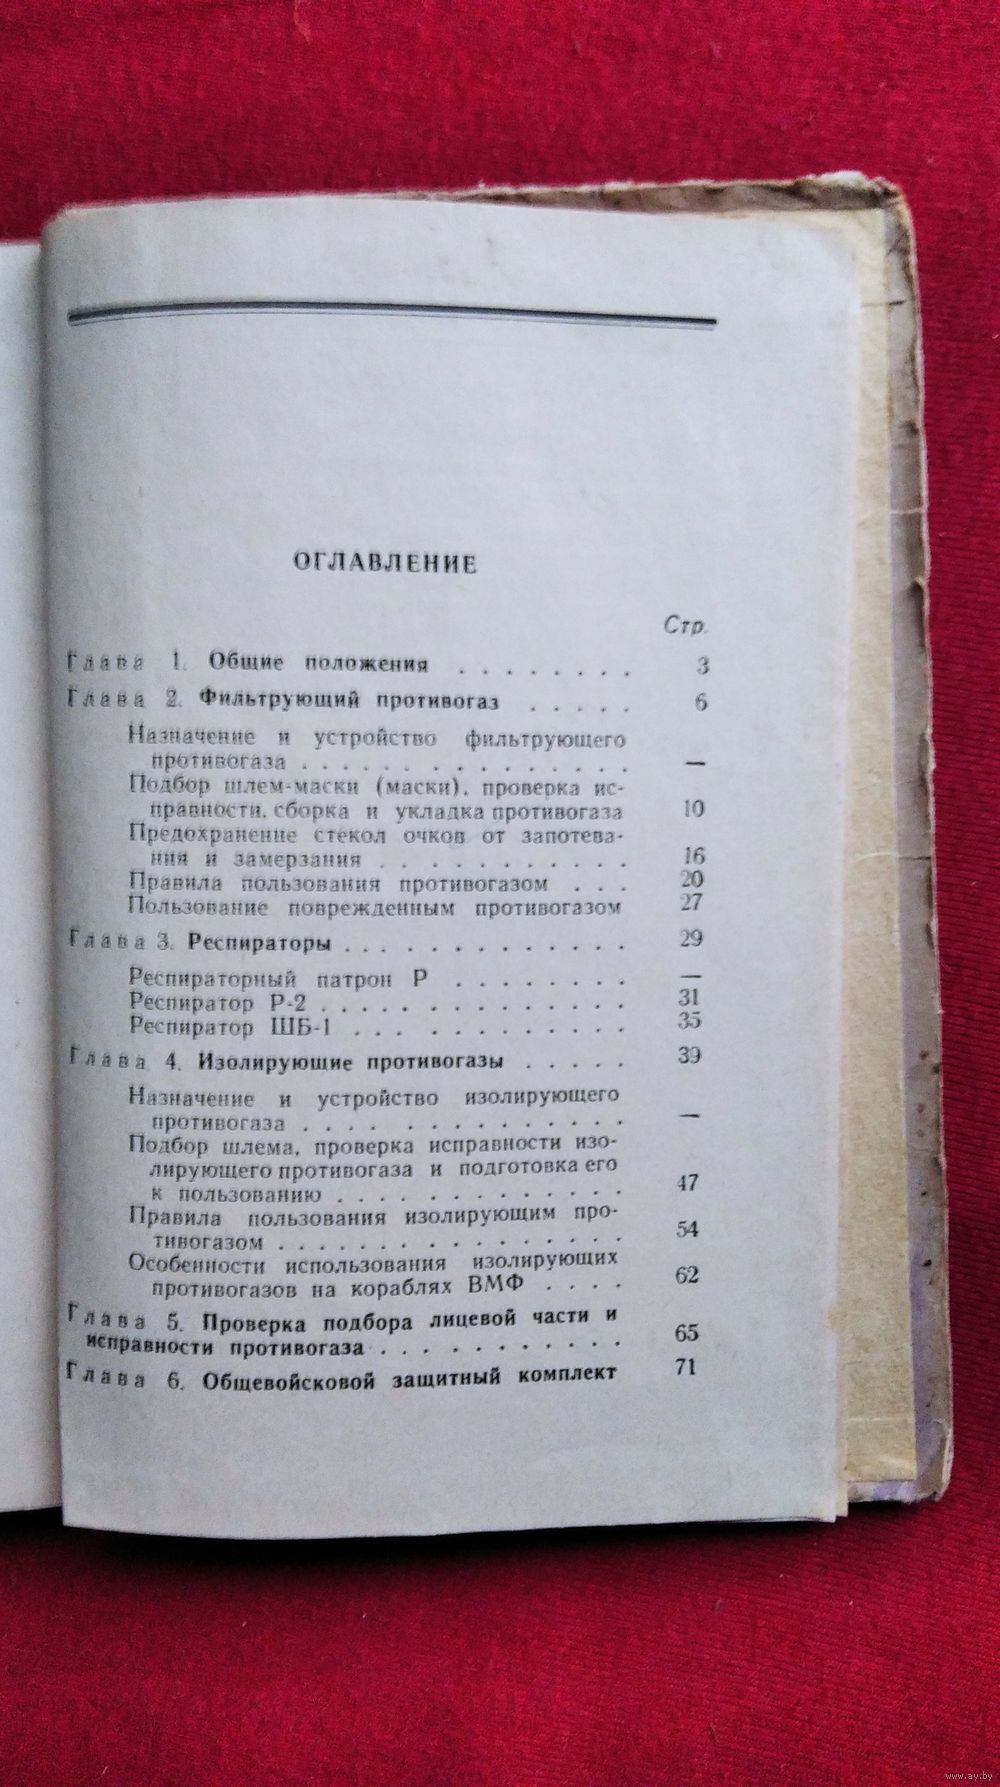 ОГЛАВЛЕНИЕ
Стр.
Глава 1. Общие положения . . . . . . . . 3
Глава 2. Фильтрующий противогаз . . . . . 6
Назначение и устройство фильтрующего
противогаза . . . . . . . . . . . . . . —
Подбор шлем-маски (маски), проверка ис-
правности, сборка и укладка противогаза 10
Предохранение стекол очков от запотева-
ния и замерзания . . . . . . . . . . . 16
Правила пользования противогазом . . . 20
Пользование поврежденным противогазом 27
Глава 3. Респираторы . . . . . . . . . . . . . 29
Респираторный патрон Р . . . . . . . . —
Респиратор Р-2 . . . . . . . . . . . . . . 31
Респиратор ШБ-1 . . . . . . . . . . . . 35
Глава 4. Изолирующие противогазы . . . . . 39
Назначение и устройство изолирующего
противогаза . . . . . . . . . . . . . . —
Подбор шлема, проверка исправности изо-
лирующего противогаза и подготовка его
к пользованию . . . . . . . . . . . . . 47
Правила пользования изолирующим про-
тивогазом . . . . . . . . . . . . . . . 54
Особенности использования изолирующих
противогазов на кораблях ВМФ . . . . 62
Глава 5. Проверка подбора лицевой части и
исправности противогаза . . . . . . . . . . . 65
Глава 6. Общевойсковой защитный комплект 71
www.ay.by